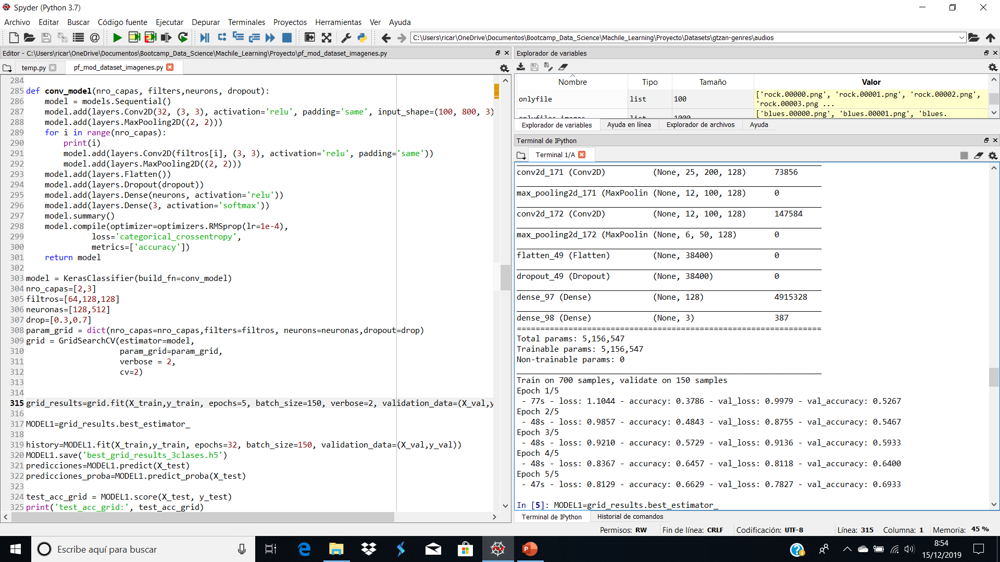 Spyder (Python 3.7)
Archivo Editar Buscar Código fuente Ejecutar Depurar Terminales Proyectos Herramientas Ver Ayuda
C:\Users\ricar\OneDrive\Documentos\Bootcamp_Data_Science\Machile_Learning\Proyecto\Datasets\gtzan-genres\audios
Editor - C:\Users\ricar\OneDrive\Documentos\Bootcamp_Data_Science\Machile_Learning\Proyecto\pf_mod_dataset_imagenes.py
temp.py pf_mod_dataset_imagenes.py
284
285 def conv_model(nro_capas, filters,neurons, dropout):
286 model = models.Sequential()
287 model.add(layers.Conv2D(32, (3, 3), activation='relu', padding='same', input_shape=(100, 800, 3)
288 model.add(layers.MaxPooling2D((2, 2)))
289 for i in range(nro_capas):
290 print(i)
291 model.add(layers.Conv2D(filtros[i], (3, 3), activation='relu', padding='same'))
292 model.add(layers.MaxPooling2D((2, 2)))
293 model.add(layers.Flatten())
294 model.add(layers.Dropout(dropout))
295 model.add(layers.Dense(neurons, activation='relu'))
296 model.add(layers.Dense(3, activation='softmax'))
297 model.summary()
298 model.compile(optimizer=optimizers.RMSprop(lr=1e-4),
299 loss='categorical_crossentropy',
300 metrics=['accuracy'])
301 return model
302
303 model = KerasClassifier(build_fn=conv_model)
304 nro_capas=[2,3]
305 filtros=[64,128,128]
306 neuronas=[128,512]
307 drop=[0.3,0.7]
308 param_grid = dict(nro_capas=nro_capas,filters=filtros, neurons=neuronas,dropout=drop)
309 grid = GridSearchCV(estimator=model,
310 param_grid=param_grid,
311 verbose = 2,
312 cv=2)
313
314
315 grid_results=grid.fit(X_train,y_train, epochs=5, batch_size=150, verbose=2, validation_data=(X_val,y
316
317 MODEL1=grid_results.best_estimator_
318
319 history=MODEL1.fit(X_train,y_train, epochs=32, batch_size=150, validation_data=(X_val,y_val))
320 MODEL1.save('best_grid_results_3clases.h5')
321 predicciones=MODEL1.predict(X_test)
322 predicciones_proba=MODEL1.predict_proba(X_test)
323
324 test_acc_grid = MODEL1.score(X_test, y_test)
325 print('test_acc_grid:', test_acc_grid)
Explorador de variables
Nombre Tipo Tamaño Valor
onlyfile list 100 ['rock.00000.png', 'rock.00001.png', 'rock.00002.png',
'rock.00003.png ...
onlyfiles_images list 1000 ['blues.00000.png', 'blues.00001.png', 'blues.
Explorador de variables Ayuda en línea Explorador de archivos Ayuda
Terminal de IPython
Terminal 1/A
conv2d_171 (Conv2D) (None, 25, 200, 128) 73856
max_pooling2d_171 (MaxPoolin (None, 12, 100, 128) 0
conv2d_172 (Conv2D) (None, 12, 100, 128) 147584
max_pooling2d_172 (MaxPoolin (None, 6, 50, 128) 0
flatten_49 (Flatten) (None, 38400) 0
dropout_49 (Dropout) (None, 38400) 0
dense_97 (Dense) (None, 128) 4915328
dense_98 (Dense) (None, 3) 387
=================================================================
Total params: 5,156,547
Trainable params: 5,156,547
Non-trainable params: 0
Train on 700 samples, validate on 150 samples
Epoch 1/5
- 77s - loss: 1.1044 - accuracy: 0.3786 - val_loss: 0.9979 - val_accuracy: 0.5267
Epoch 2/5
- 48s - loss: 0.9857 - accuracy: 0.4843 - val_loss: 0.8755 - val_accuracy: 0.5467
Epoch 3/5
- 48s - loss: 0.9210 - accuracy: 0.5729 - val_loss: 0.9136 - val_accuracy: 0.5933
Epoch 4/5
- 48s - loss: 0.8367 - accuracy: 0.6457 - val_loss: 0.8118 - val_accuracy: 0.6400
Epoch 5/5
- 47s - loss: 0.8129 - accuracy: 0.6629 - val_loss: 0.7827 - val_accuracy: 0.6933
In [5]: MODEL1=grid_results.best_estimator_
Terminal de IPython Historial de comandos
Permisos: RW Fin de línea: CRLF Codificación: UTF-8 Línea: 315 Columna: 1 Memoria: 45 %
Escribe aquí para buscar
8:54
15/12/2019